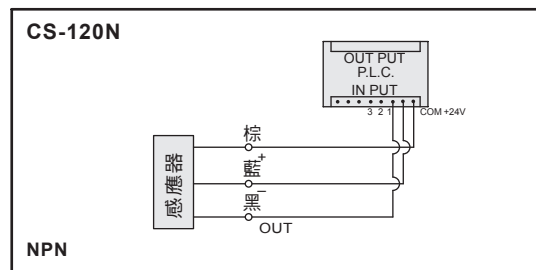 CS-120N
OUT PUT
P.L.C.
IN PUT
3 2 1 COM +24V
棕
藍+
黑−
OUT
感應器
NPN